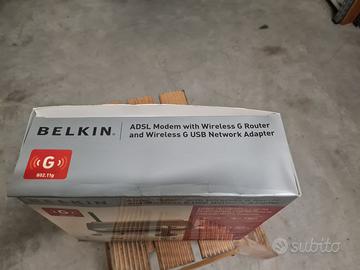 BELKIN.
ADSL Modem with Wireless G Router
and Wireless G USB Network Adapter
G
802.11g
G
subito